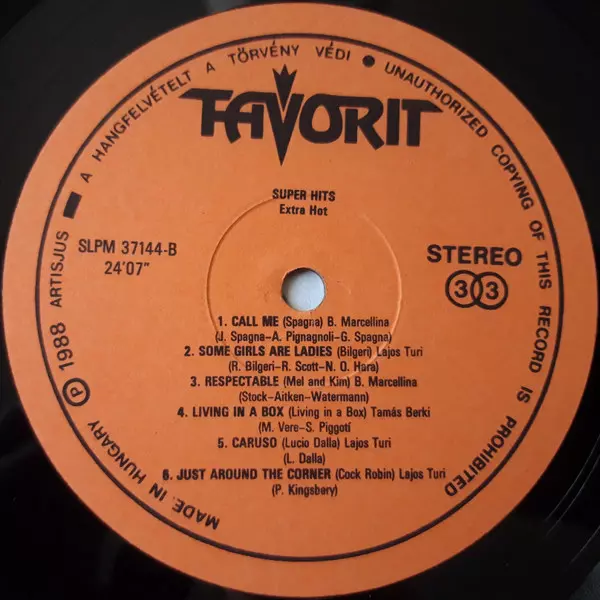 A HANGFELVÉTELT A TÖRVÉNY VÉDI • UNAUTHORIZED COPYING OF THIS RECORD IS PROHIBITED
FAVORIT
SUPER HITS
Extra Hot
SLPM 37144-B
24'07"
STEREO
33
1. CALL ME (Spagna) B. Marcellina
(J. Spagna-A. Pignagnoli-G. Spagna)
2. SOME GIRLS ARE LADIES (Bilgeri) Lajos Turi
(R. Bilgeri-R. Scott-N. O. Hara)
3. RESPECTABLE (Mel and Kim) B. Marcellina
(Stock-Aitken-Watermann)
4. LIVING IN A BOX (Living in a Box) Tamás Berki
(M. Vere-S. Piggotí)
5. CARUSO (Lucio Dalla) Lajos Turi
(L. Dalla)
6. JUST AROUND THE CORNER (Cock Robin) Lajos Turi
(P. Kingsbery)
MADE IN HUNGARY ℗ 1988 ARTISJUS